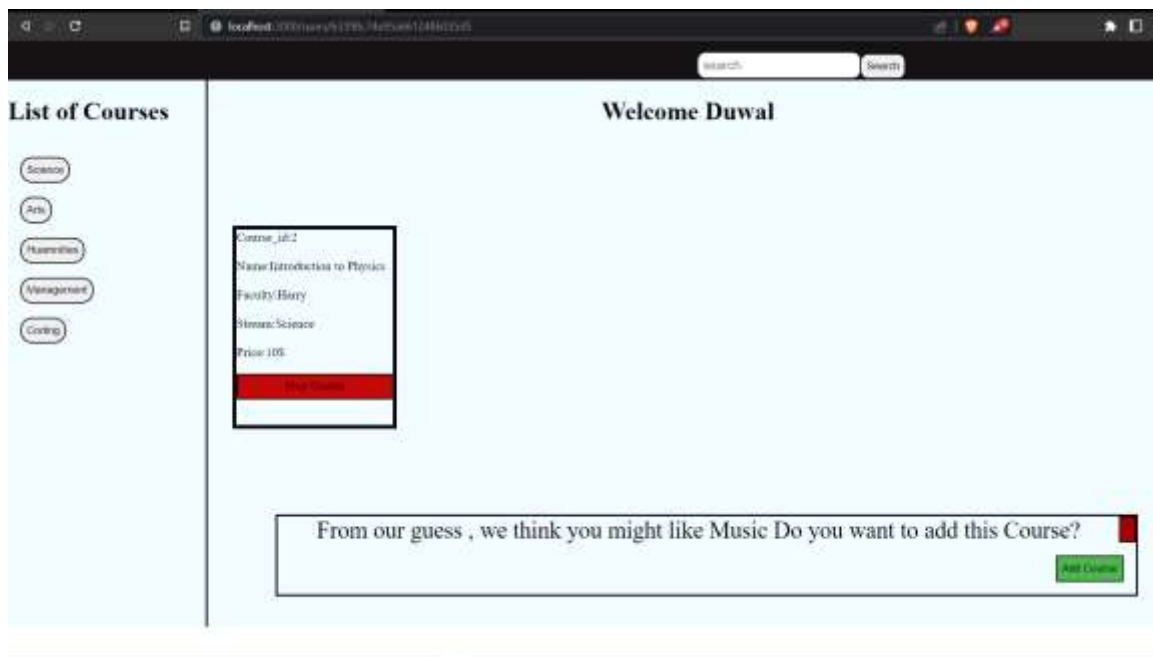 localhost
search
Search
List of Courses
Welcome Duwal
Science
Arts
Management
Coding
Course_id:2
Name:Introduction to Physics
Faculty:Harry
Stream:Science
Price:10$
From our guess , we think you might like Music Do you want to add this Course?
Add Course